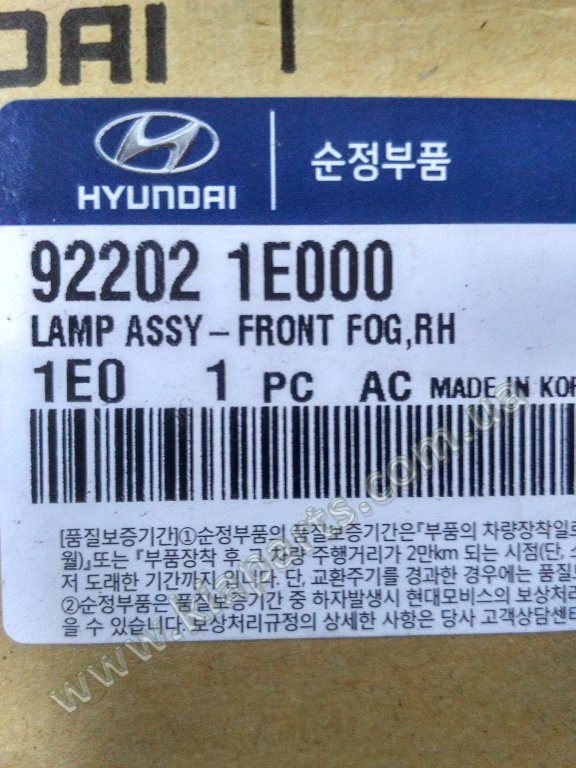 HYUNDAI
순정부품
92202 1E000
LAMP ASSY - FRONT FOG,RH
1E0 1 PC AC MADE IN KOR
[품질보증기간]①순정부품의 품질보증기간은『부품의 차량장착일로
월)』또는『부품장착 후 차량 주행거리가 2만km 되는 시점(단,
저 도래한 기간까지 입니다. 단, 교환주기를 경과한 경우에는 품질보
②순정부품은 품질보증기간 중 하자발생시 현대모비스의 보상처리
을 수 있습니다. 보상처리규정의 상세한 사항은 당사 고객상담센터
www.kiaparts.com.ua